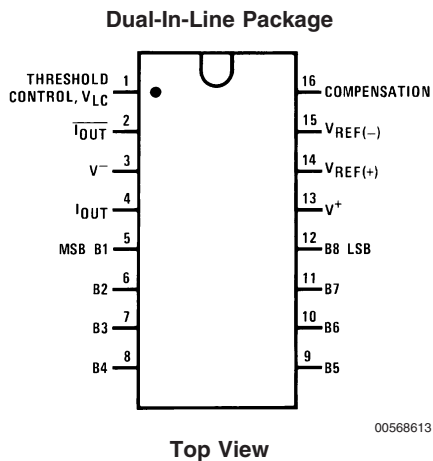 Dual-In-Line Package
THRESHOLD
CONTROL, VLC
1
16
COMPENSATION
IOUT
2
15
VREF(−)
V−
3
14
VREF(+)
IOUT
4
13
V+
MSB B1
5
12
B8 LSB
B2
6
11
B7
B3
7
10
B6
B4
8
9
B5
00568613
Top View